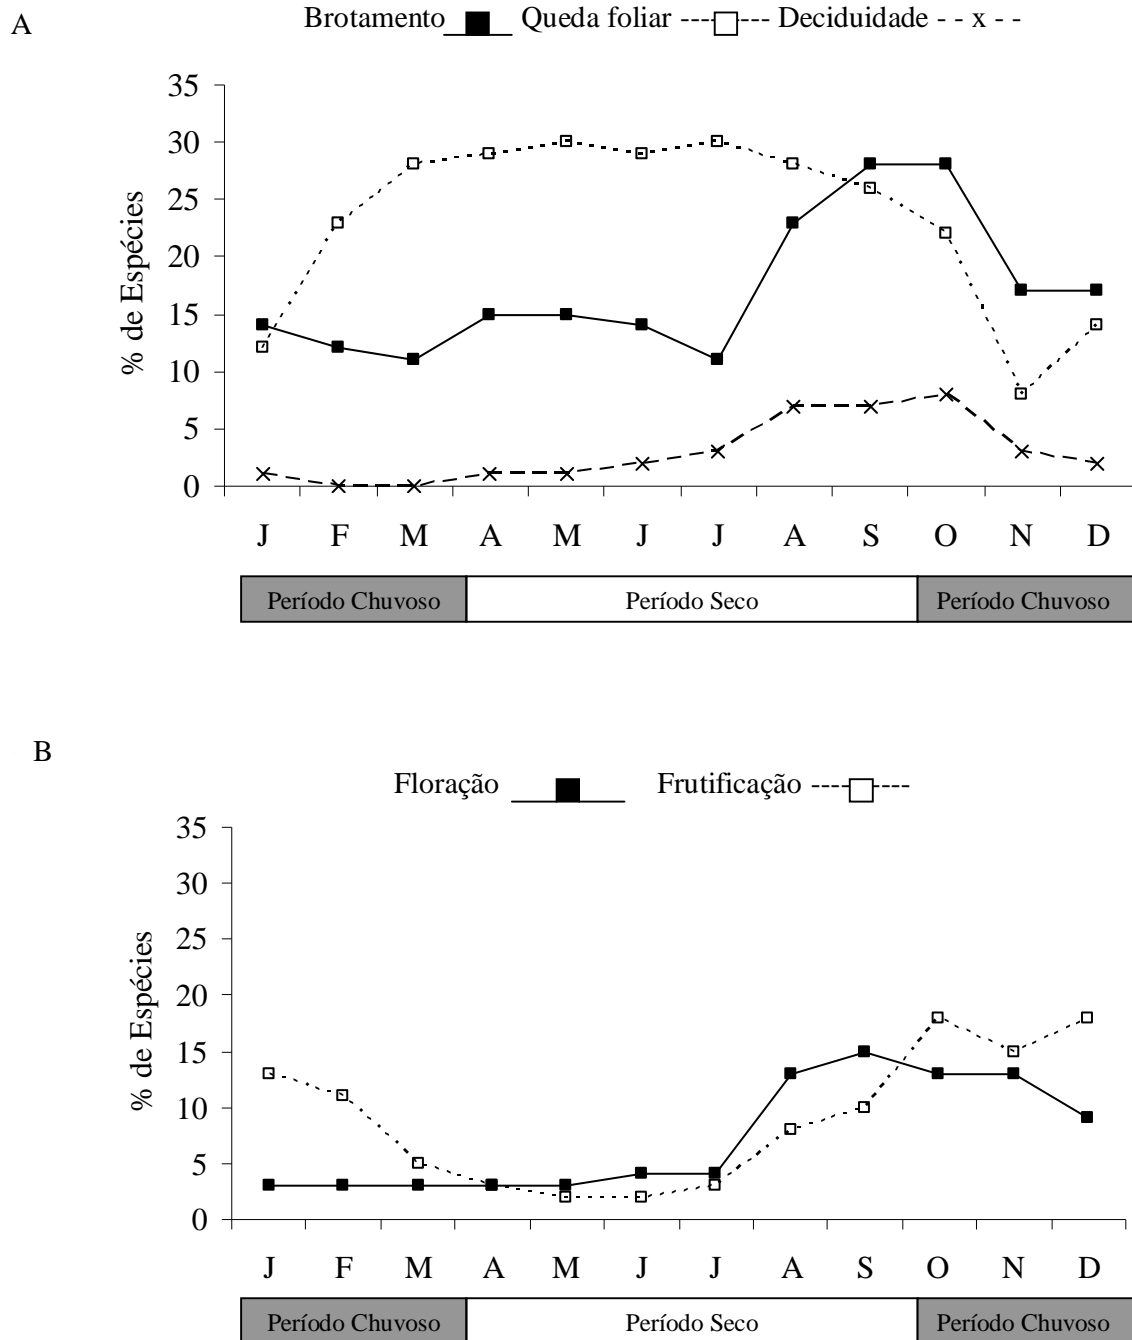 A
Brotamento Queda foliar Deciduidade - - x - -
35
30
25
20
15
10
5
0
% de Espécies
J F M A M J J A S O N D
Período Chuvoso Período Seco Período Chuvoso
B
Floração Frutificação
35
30
25
20
15
10
5
0
% de Espécies
J F M A M J J A S O N D
Período Chuvoso Período Seco Período Chuvoso